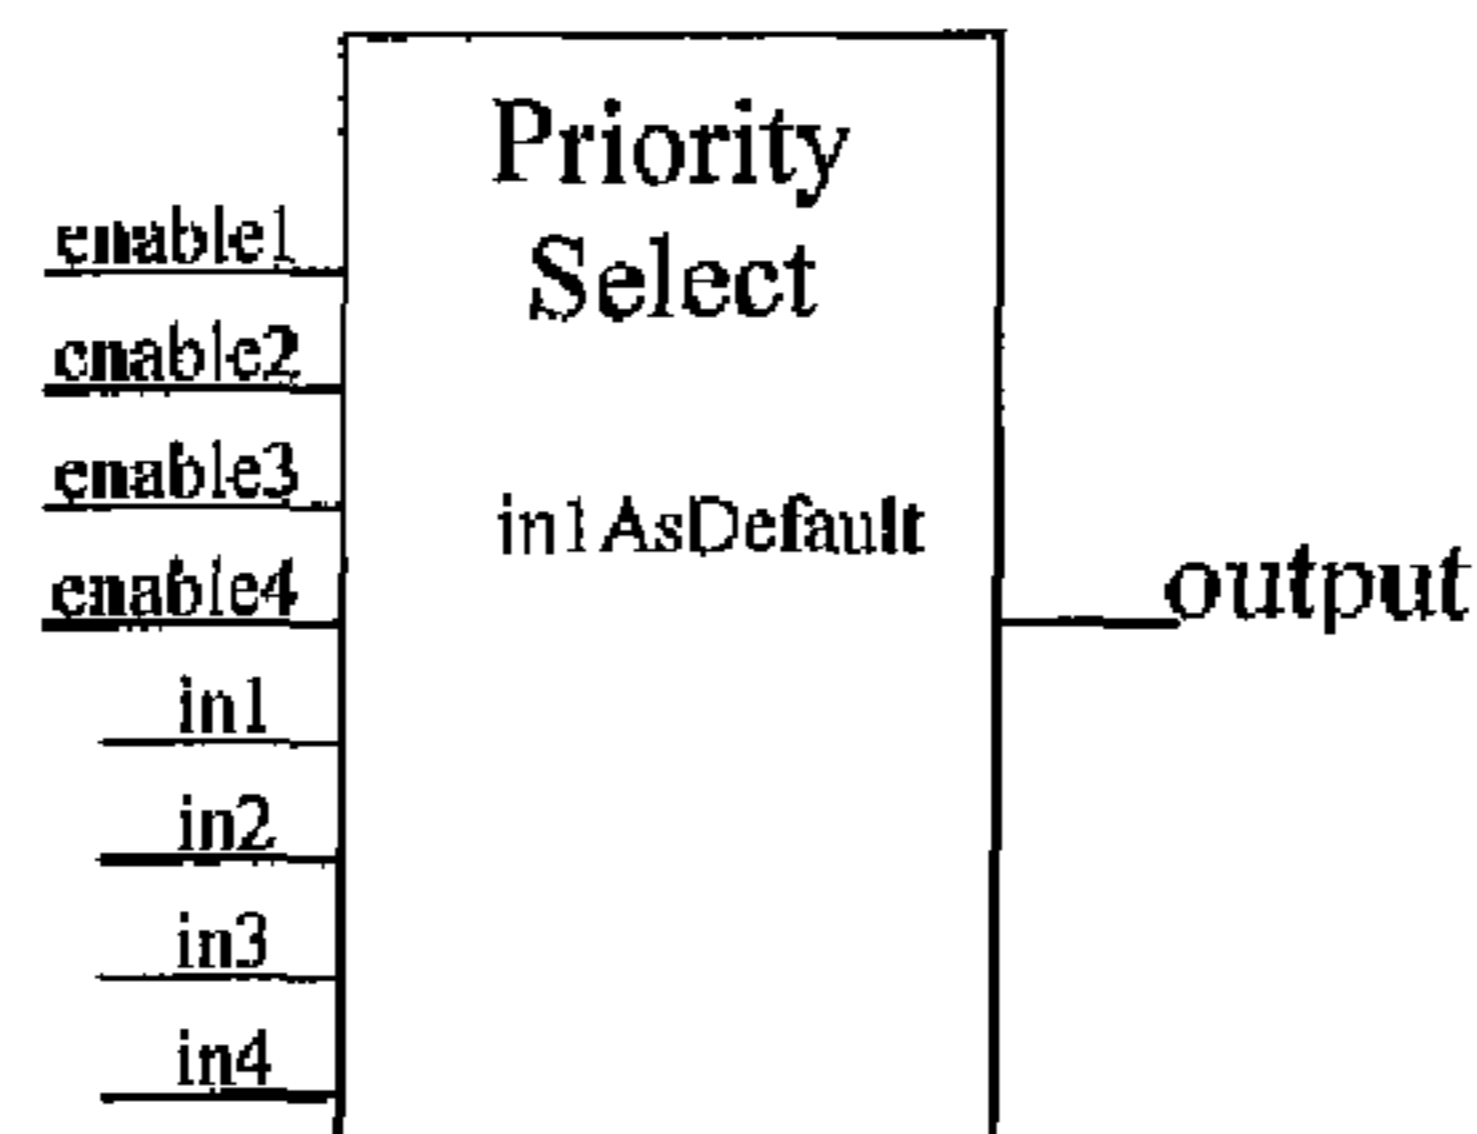 Priority
Select
enable1
enable2
enable3
enable4
in1
in2
in3
in4
in1AsDefault
output